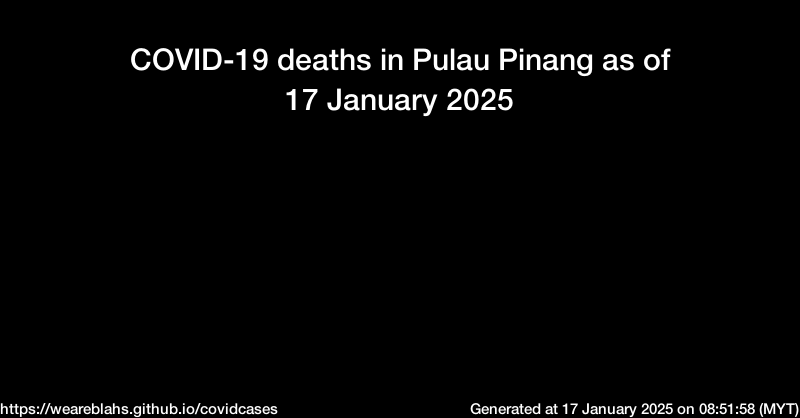 COVID-19 deaths in Pulau Pinang as of
17 January 2025
https://weareblahs.github.io/covidcases
Generated at 17 January 2025 on 08:51:58 (MYT)